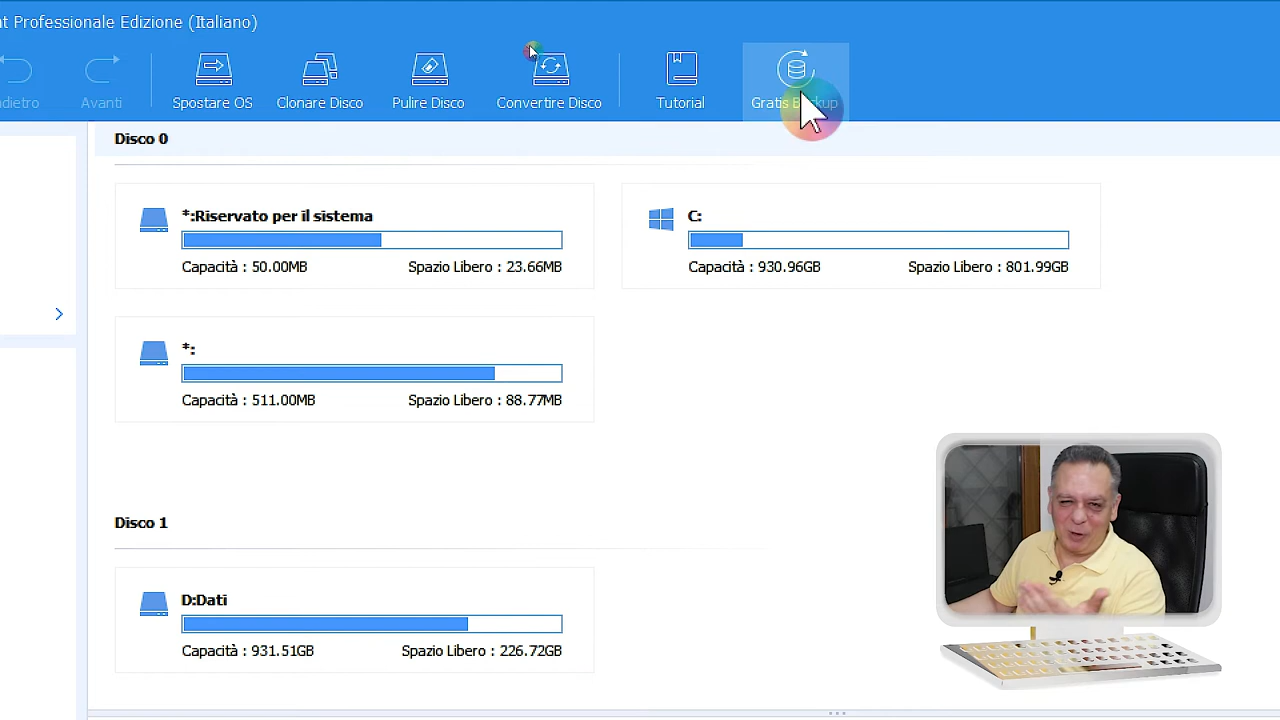 nt Professionale Edizione (Italiano)
ndietro Avanti Spostare OS Clonare Disco Pulire Disco Convertire Disco Tutorial Gratis Backup
Disco 0
*:Riservato per il sistema
Capacità : 50.00MB Spazio Libero : 23.66MB
C:
Capacità : 930.96GB Spazio Libero : 801.99GB
*:
Capacità : 511.00MB Spazio Libero : 88.77MB
Disco 1
D:Dati
Capacità : 931.51GB Spazio Libero : 226.72GB